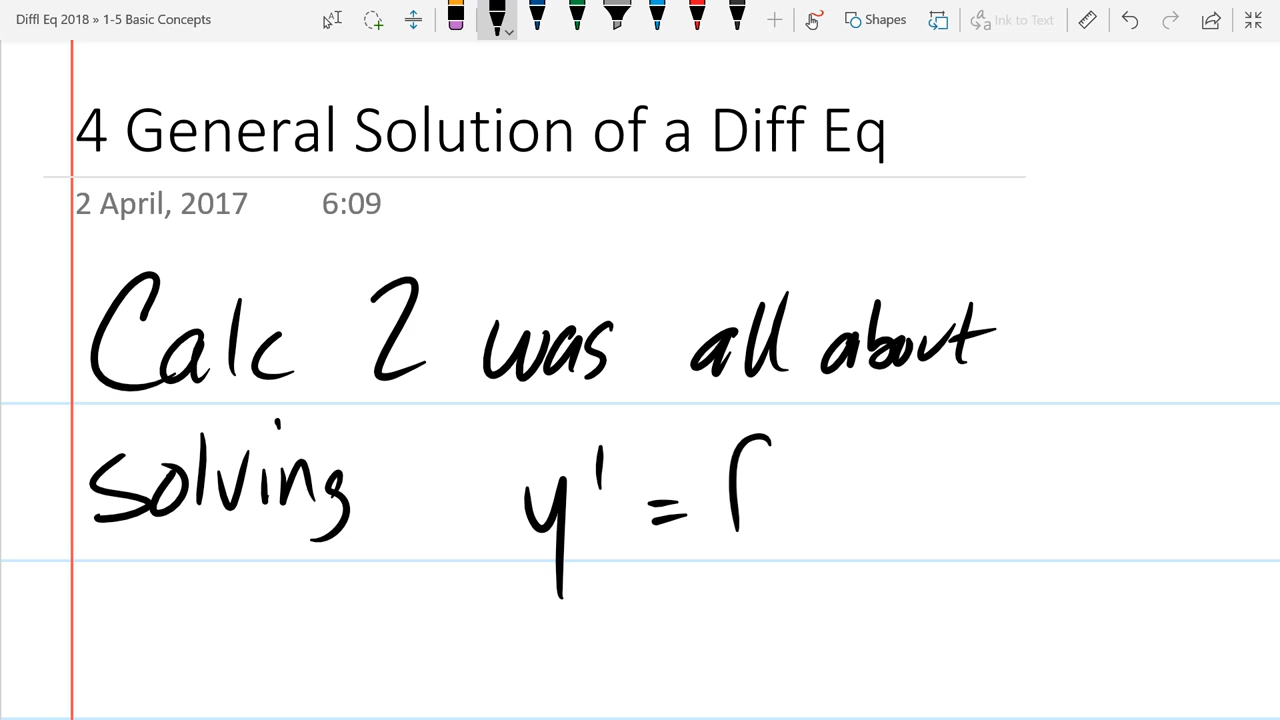 Diffl Eq 2018 » 1-5 Basic Concepts
Shapes
Ink to Text
4 General Solution of a Diff Eq
2 April, 2017 6:09
Calc 2 was all about
solving y' =